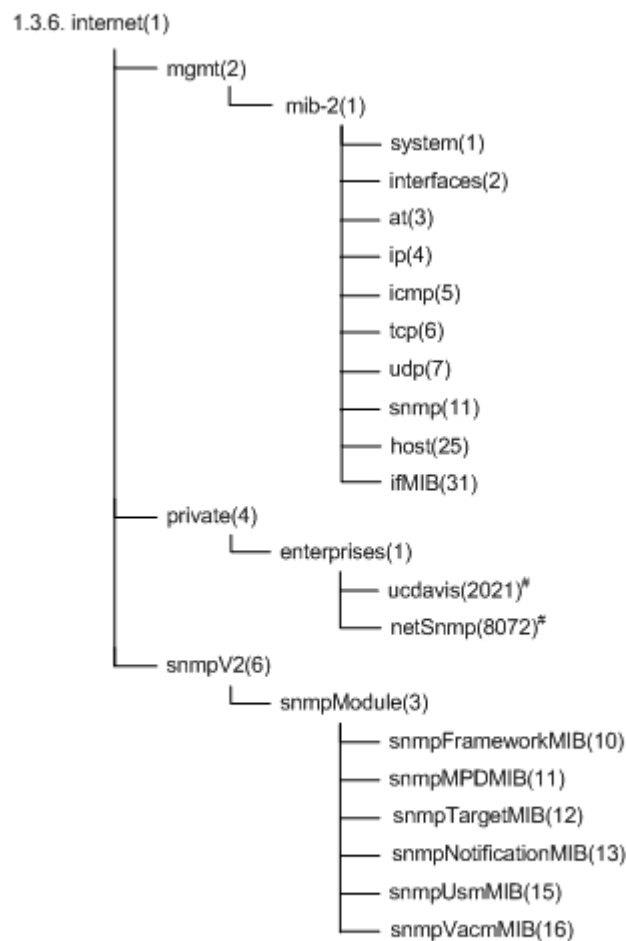 1.3.6. internet(1)
mgmt(2)
mib-2(1)
system(1)
interfaces(2)
at(3)
ip(4)
icmp(5)
tcp(6)
udp(7)
snmp(11)
host(25)
ifMIB(31)
private(4)
enterprises(1)
ucdavis(2021)#
netSnmp(8072)#
snmpV2(6)
snmpModule(3)
snmpFrameworkMIB(10)
snmpMPDMIB(11)
snmpTargetMIB(12)
snmpNotificationMIB(13)
snmpUsmMIB(15)
snmpVacmMIB(16)